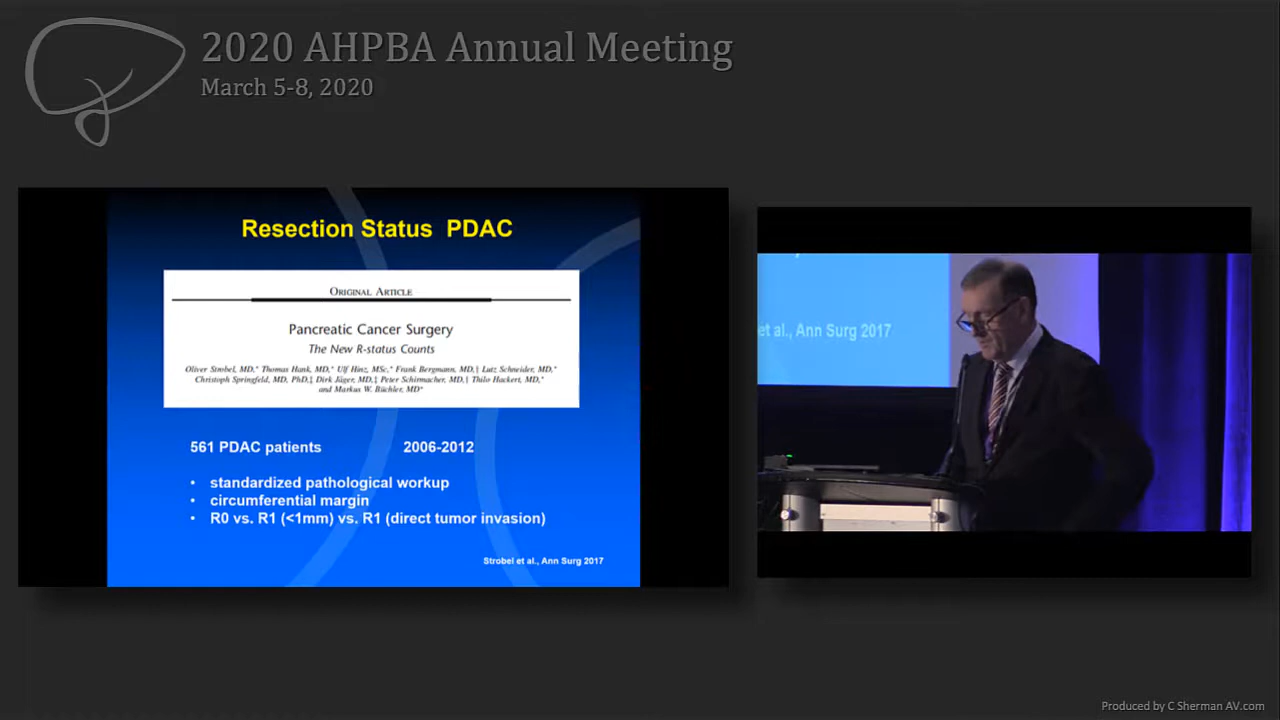 2020 AHPBA Annual Meeting
March 5-8, 2020
Resection Status PDAC
ORIGINAL ARTICLE
Pancreatic Cancer Surgery
The New R-status Counts
Oliver Strobel, MD,* Thomas Hank, MD,* Ulf Hinz, MSc,* Frank Bergmann, MD,† Lutz Schneider, MD,*
Christoph Springfeld, MD, PhD,‡ Dirk Jäger, MD,‡ Peter Schirmacher, MD,† Thilo Hackert, MD,*
and Markus W. Büchler, MD*
561 PDAC patients 2006-2012
• standardized pathological workup
• circumferential margin
• R0 vs. R1 (<1mm) vs. R1 (direct tumor invasion)
Strobel et al., Ann Surg 2017
et al., Ann Surg 2017
Produced by C Sherman AV.com